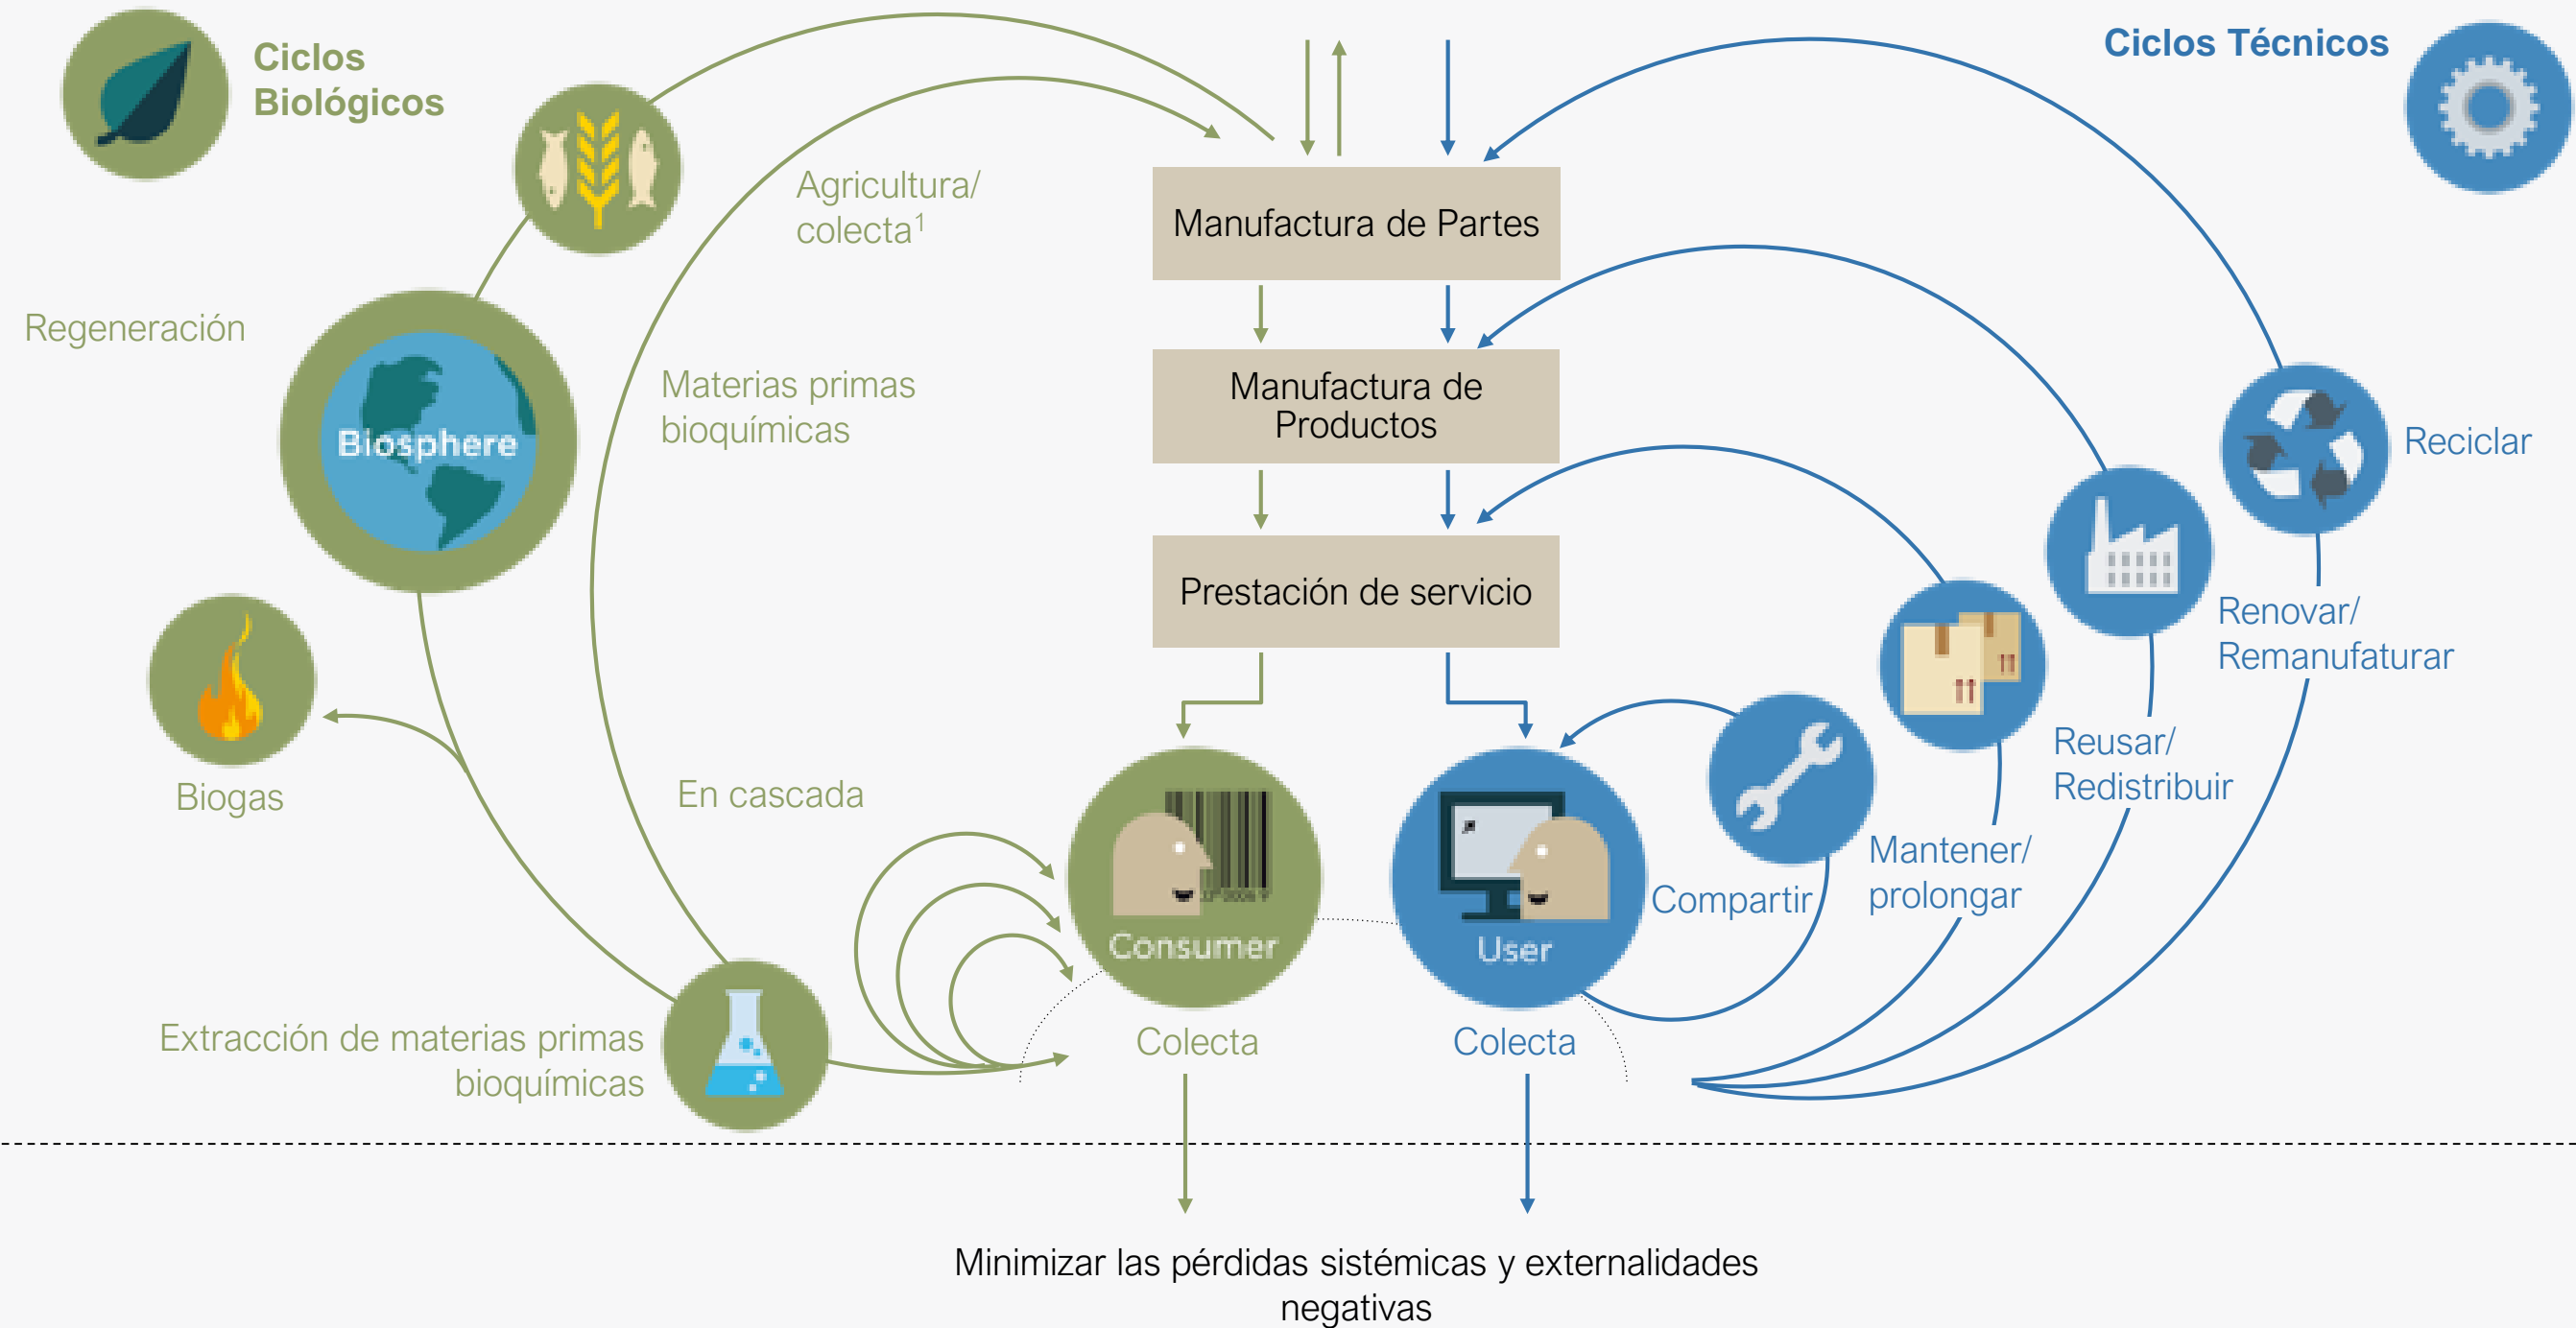 Ciclos
Biológicos
Ciclos Técnicos
Agricultura/
colecta¹
Manufactura de Partes
Regeneración
Materias primas
bioquímicas
Manufactura de
Productos
Biosphere
Reciclar
Prestación de servicio
Renovar/
Remanufaturar
Biogas
En cascada
Reusar/
Redistribuir
Mantener/
prolongar
Compartir
Consumer
User
Extracción de materias primas
bioquímicas
Colecta
Colecta
Minimizar las pérdidas sistémicas y externalidades
negativas